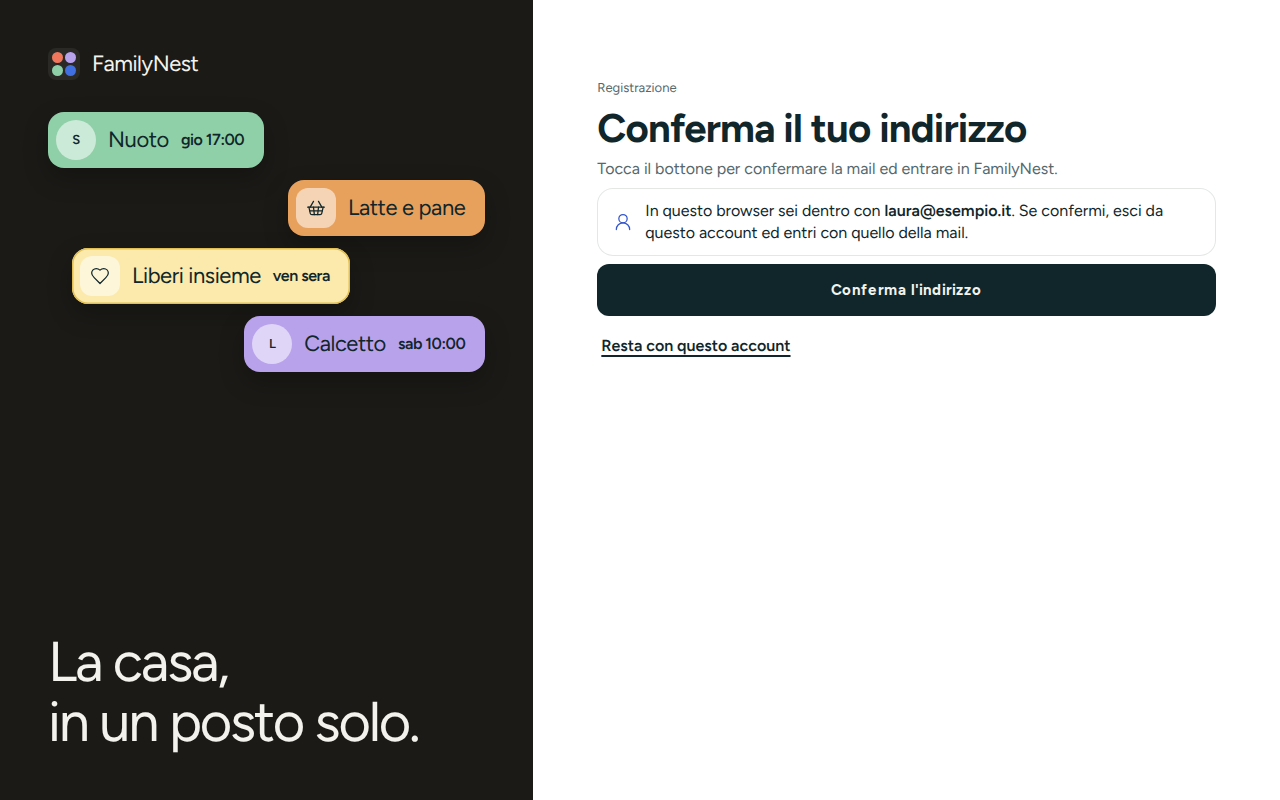 FamilyNest
S Nuoto gio 17:00
Latte e pane
Liberi insieme ven sera
L Calcetto sab 10:00
La casa,
in un posto solo.
Registrazione
Conferma il tuo indirizzo
Tocca il bottone per confermare la mail ed entrare in FamilyNest.
In questo browser sei dentro con laura@esempio.it. Se confermi, esci da
questo account ed entri con quello della mail.
Conferma l'indirizzo
Resta con questo account